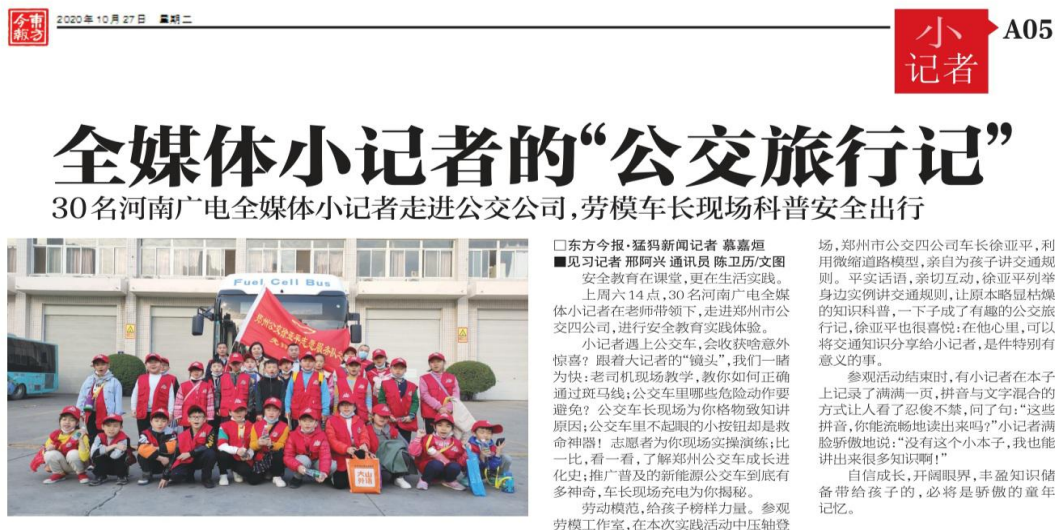 東方今報
2020年10月27日 星期二
小
记者
A05
全媒体小记者的“公交旅行记”
30名河南广电全媒体小记者走进公交公司,劳模车长现场科普安全出行
Fuel Cell Bus
大山
外语
□东方今报·猛犸新闻记者 慕嘉烜
■见习记者 邢阿兴 通讯员 陈卫历/文图
安全教育在课堂,更在生活实践。
上周六14点,30名河南广电全媒
体小记者在老师带领下,走进郑州市公
交四公司,进行安全教育实践体验。
小记者遇上公交车,会收获啥意外
惊喜?跟着大记者的“镜头”,我们一睹
为快:老司机现场教学,教你如何正确
通过斑马线;公交车里哪些危险动作要
避免?公交车长现场为你格物致知讲
原因;公交车里不起眼的小按钮却是救
命神器!志愿者为你现场实操演练;比
一比,看一看,了解郑州公交车成长进
化史;推广普及的新能源公交车到底有
多神奇,车长现场充电为你揭秘。
劳动模范,给孩子榜样力量。参观
劳模工作室,在本次实践活动中压轴登
场,郑州市公交四公司车长徐亚平,利
用微缩道路模型,亲自为孩子讲交通规
则。平实话语,亲切互动,徐亚平列举
身边实例讲交通规则,让原本略显枯燥
的知识科普,一下子成了有趣的公交旅
行记,徐亚平也很喜悦:在他心里,可以
将交通知识分享给小记者,是件特别有
意义的事。
参观活动结束时,有小记者在本子
上记录了满满一页,拼音与文字混合的
方式让人看了忍俊不禁,问了句:“这些
拼音,你能流畅地读出来吗?”小记者满
脸骄傲地说:“没有这个小本子,我也能
讲出来很多知识啊!”
自信成长,开阔眼界,丰盈知识储
备带给孩子的,必将是骄傲的童年
记忆。